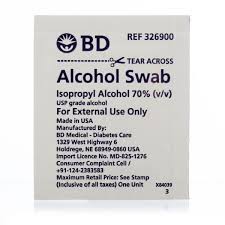 BD
REF 326900
TEAR ACROSS
Alcohol Swab
Isopropyl Alcohol 70% (v/v)
USP grade alcohol
For External Use Only
Made in USA
Manufactured By:
BD Medical - Diabetes Care
1329 West Highway 6
Holdrege, NE 68949-0860 USA
Import Licence No. MD-825-1276
Consumer Contact Cell /
+91-124-2383583
Maximum Retail Price: See Stamp
(Inclusive of all taxes) One Unit
X84039
3